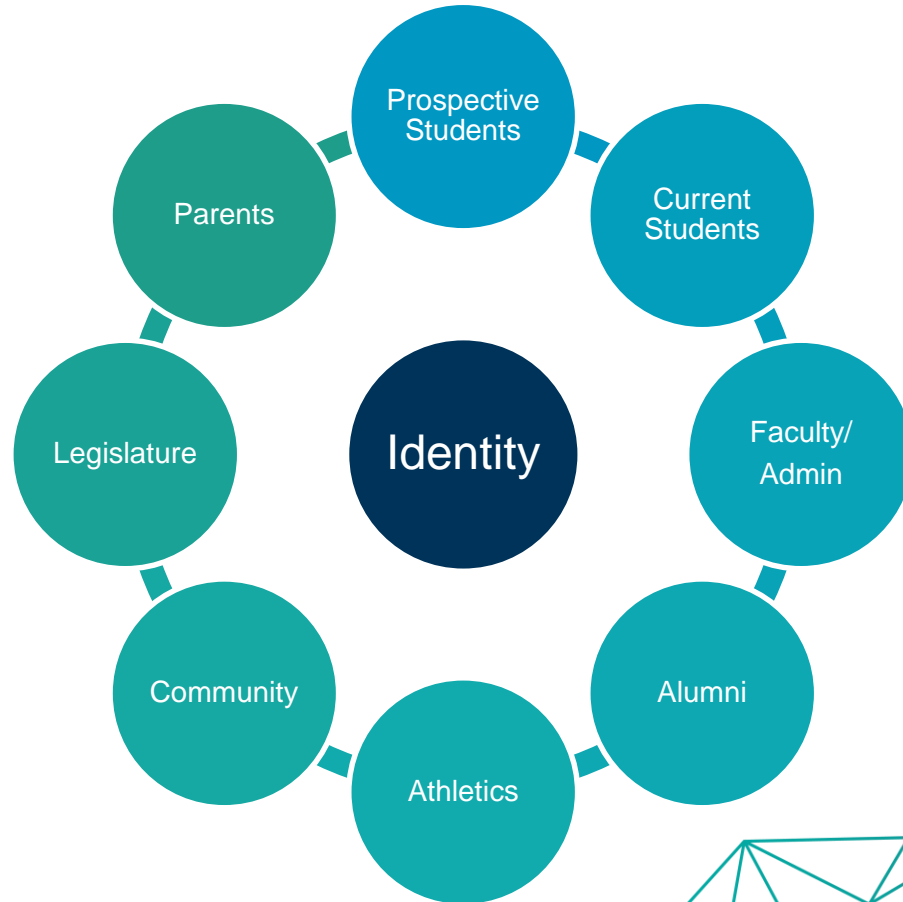 Prospective
Students
Current
Students
Faculty/
Admin
Alumni
Athletics
Community
Legislature
Parents
Identity